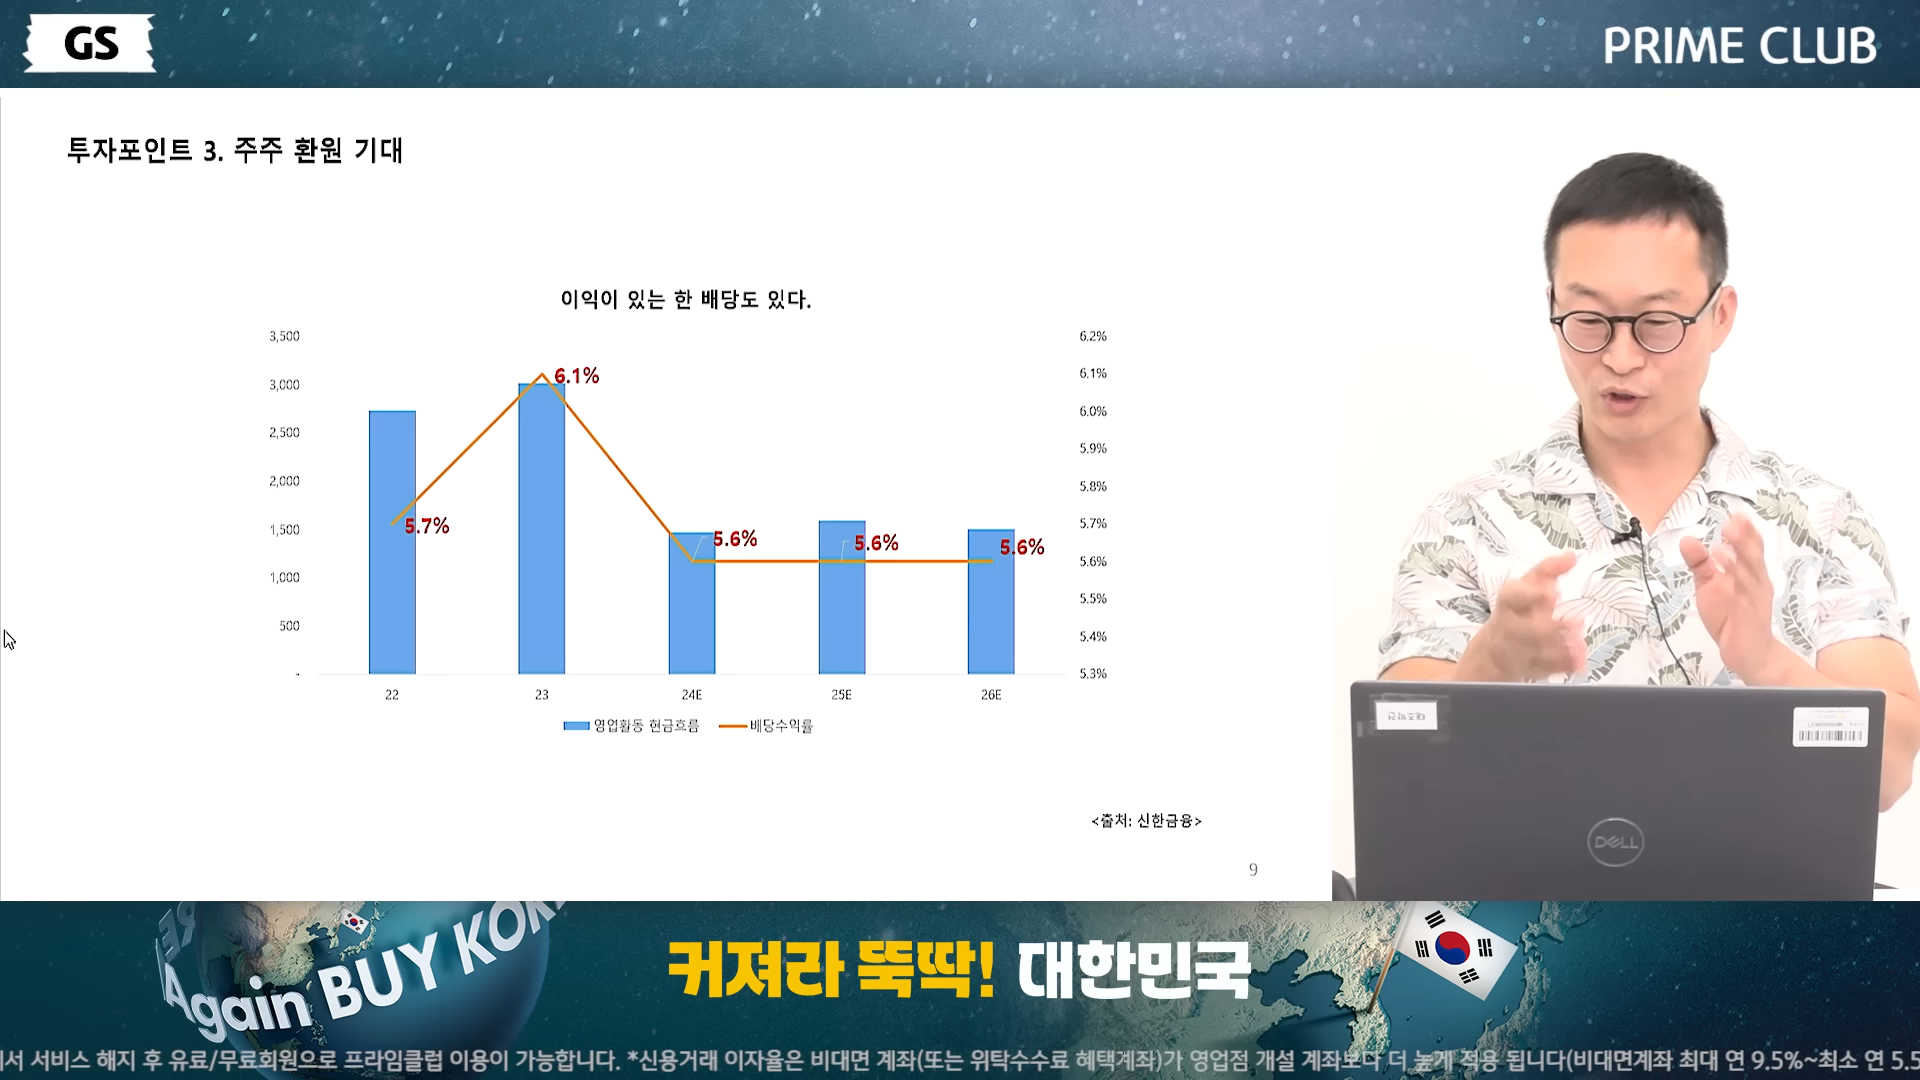 GS
PRIME CLUB
투자포인트 3. 주주 환원 기대
이익이 있는 한 배당도 있다.
3,500
3,000
2,500
2,000
1,500
1,000
500
-
6.2%
6.1%
6.0%
5.9%
5.8%
5.7%
5.6%
5.5%
5.4%
5.3%
5.7%
6.1%
5.6%
5.6%
5.6%
22 23 24E 25E 26E
영업활동 현금흐름 배당수익률
<출처: 신한금융>
9
DELL
Again BUY KOR
커져라 뚝딱! 대한민국
서 서비스 해지 후 유료/무료회원으로 프라임클럽 이용이 가능합니다. *신용거래 이자율은 비대면 계좌(또는 위탁수수료 혜택계좌)가 영업점 개설 계좌보다 더 높게 적용 됩니다(비대면계좌 최대 연 9.5%~최소 연 5.5